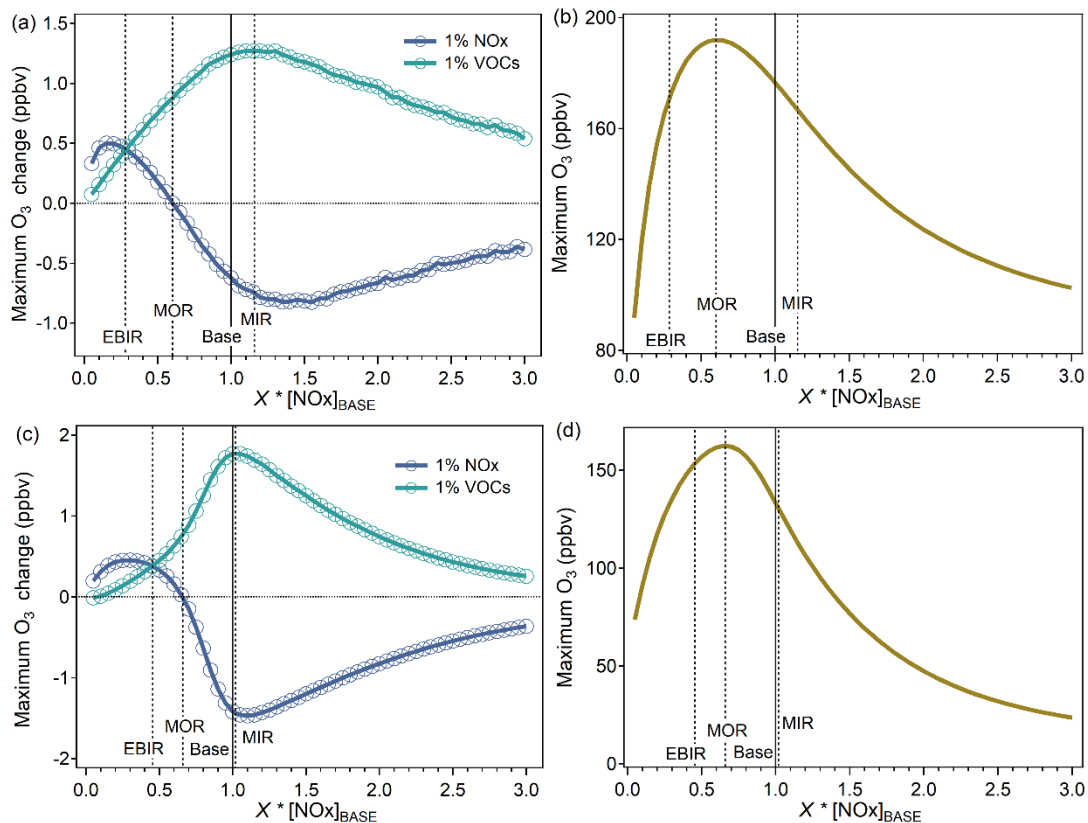 (a)
Maximum O3 change (ppbv)
1.5
1.0
0.5
0.0
-0.5
-1.0
1% NOx
1% VOCs
EBIR
MOR
Base
MIR
0.0 0.5 1.0 1.5 2.0 2.5 3.0
X * [NOx]BASE
(b)
Maximum O3 (ppbv)
200
160
120
80
EBIR
MOR
Base
MIR
0.0 0.5 1.0 1.5 2.0 2.5 3.0
X * [NOx]BASE
(c)
Maximum O3 change (ppbv)
2
1
0
-1
-2
1% NOx
1% VOCs
EBIR
MOR
Base
MIR
0.0 0.5 1.0 1.5 2.0 2.5 3.0
X * [NOx]BASE
(d)
Maximum O3 (ppbv)
150
100
50
0
EBIR
MOR
Base
MIR
0.0 0.5 1.0 1.5 2.0 2.5 3.0
X * [NOx]BASE